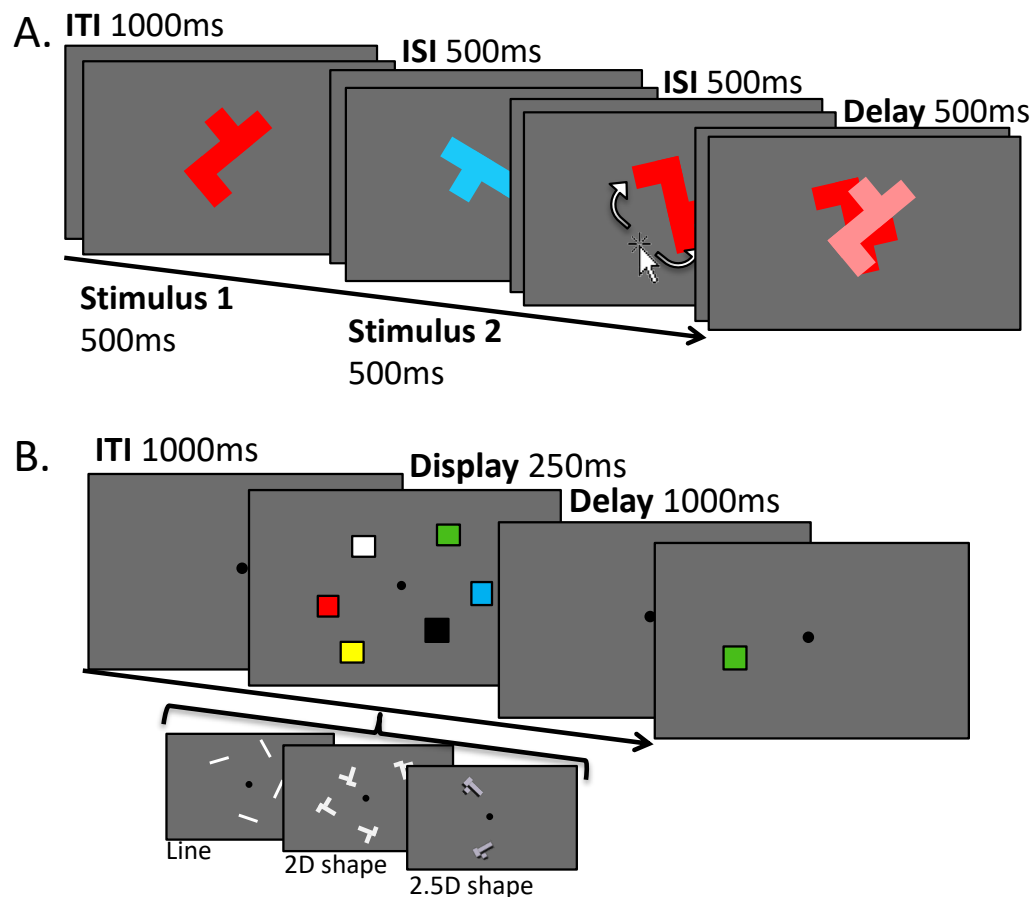 A.
ITI 1000ms
ISI 500ms
ISI 500ms
Delay 500ms
Stimulus 1
500ms
Stimulus 2
500ms
B.
ITI 1000ms
Display 250ms
Delay 1000ms
Line
2D shape
2.5D shape